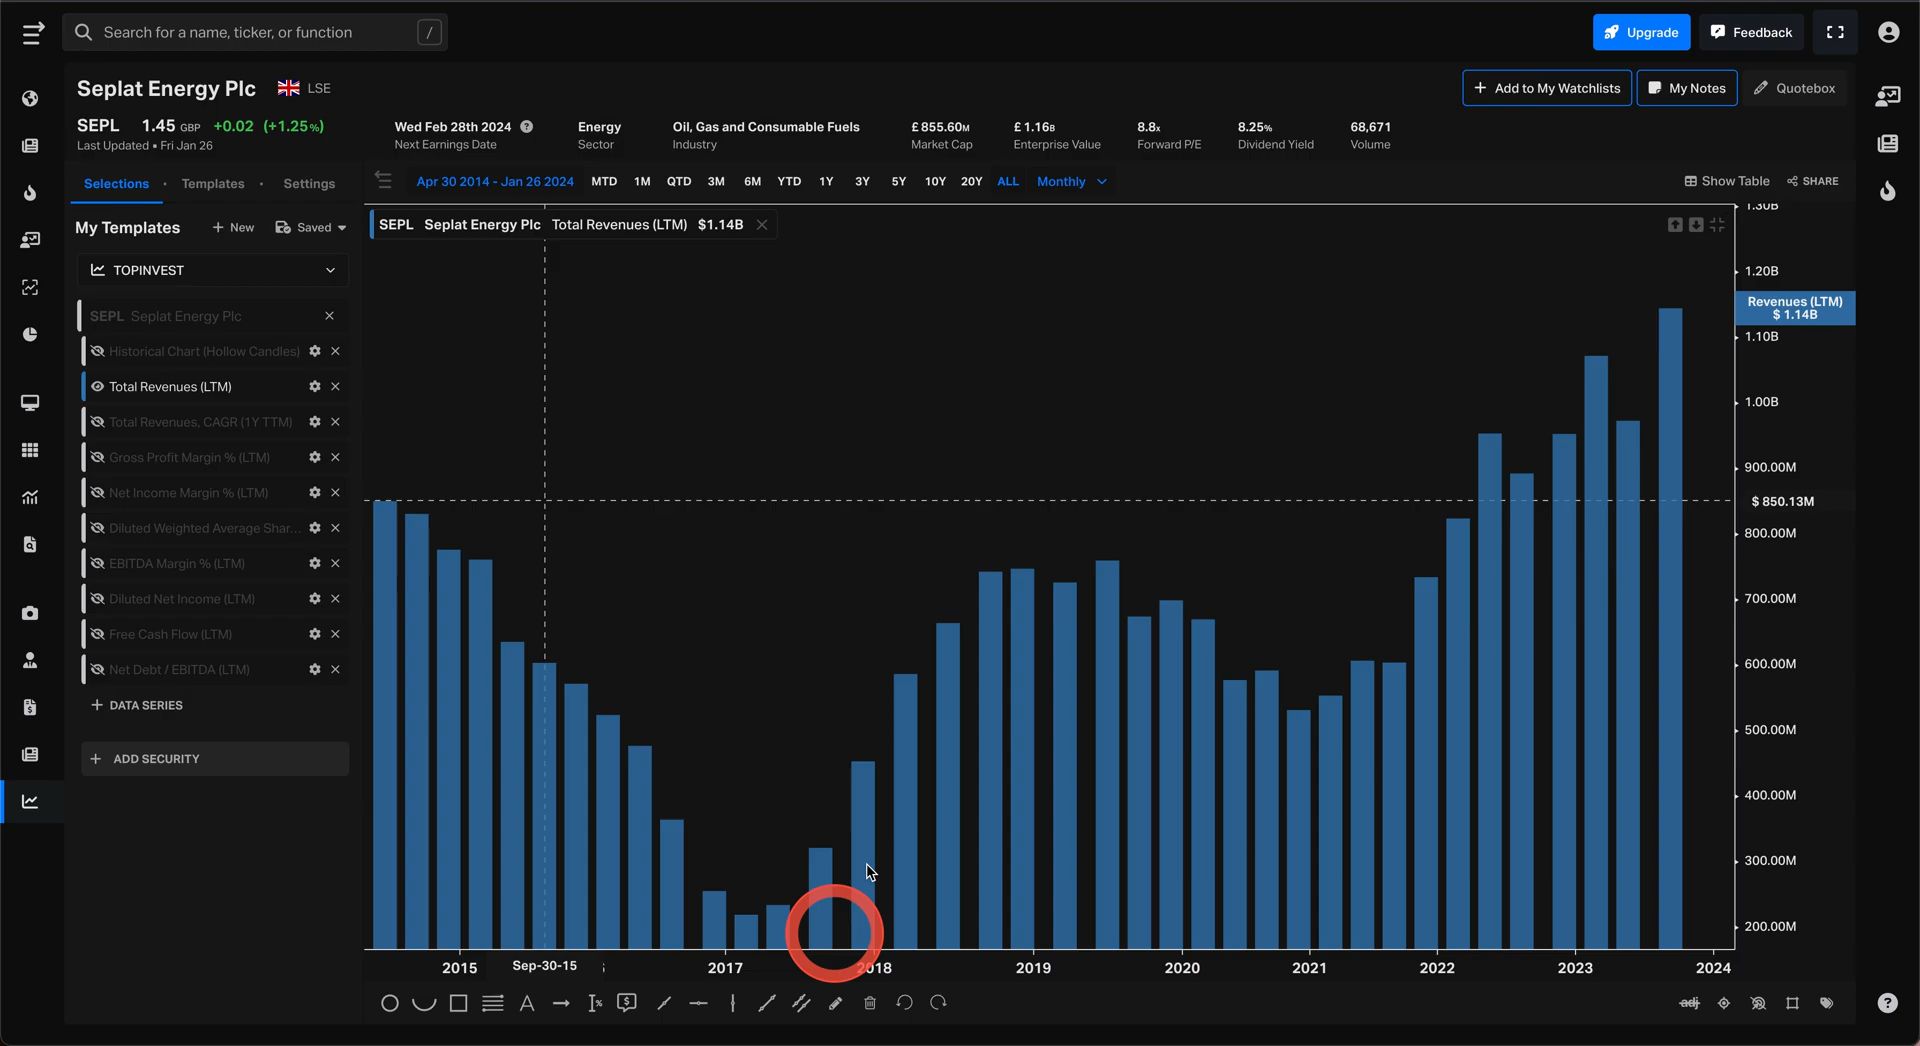 Search for a name, ticker, or function /
Upgrade
Feedback
Seplat Energy Plc LSE
Add to My Watchlists
My Notes
Quotebox
SEPL 1.45 GBP +0.02 (+1.25%)
Last Updated • Fri Jan 26
Wed Feb 28th 2024 ?
Next Earnings Date
Energy
Sector
Oil, Gas and Consumable Fuels
Industry
£ 855.60M
Market Cap
£ 1.16B
Enterprise Value
8.8x
Forward P/E
8.25%
Dividend Yield
68,671
Volume
Selections • Templates • Settings
Apr 30 2014 - Jan 26 2024 MTD 1M QTD 3M 6M YTD 1Y 3Y 5Y 10Y 20Y ALL Monthly
Show Table SHARE
My Templates + New Saved
TOPINVEST
SEPL Seplat Energy Plc
Historical Chart (Hollow Candles)
Total Revenues (LTM)
Total Revenues, CAGR (1Y TTM)
Gross Profit Margin % (LTM)
Net Income Margin % (LTM)
Diluted Weighted Average Shar...
EBITDA Margin % (LTM)
Diluted Net Income (LTM)
Free Cash Flow (LTM)
Net Debt / EBITDA (LTM)
+ DATA SERIES
+ ADD SECURITY
SEPL Seplat Energy Plc Total Revenues (LTM) $1.14B
1.30B
1.20B
Revenues (LTM)
$ 1.14B
1.10B
1.00B
900.00M
$ 850.13M
800.00M
700.00M
600.00M
500.00M
400.00M
300.00M
200.00M
2015 Sep-30-15 2017 2018 2019 2020 2021 2022 2023 2024
adj
?